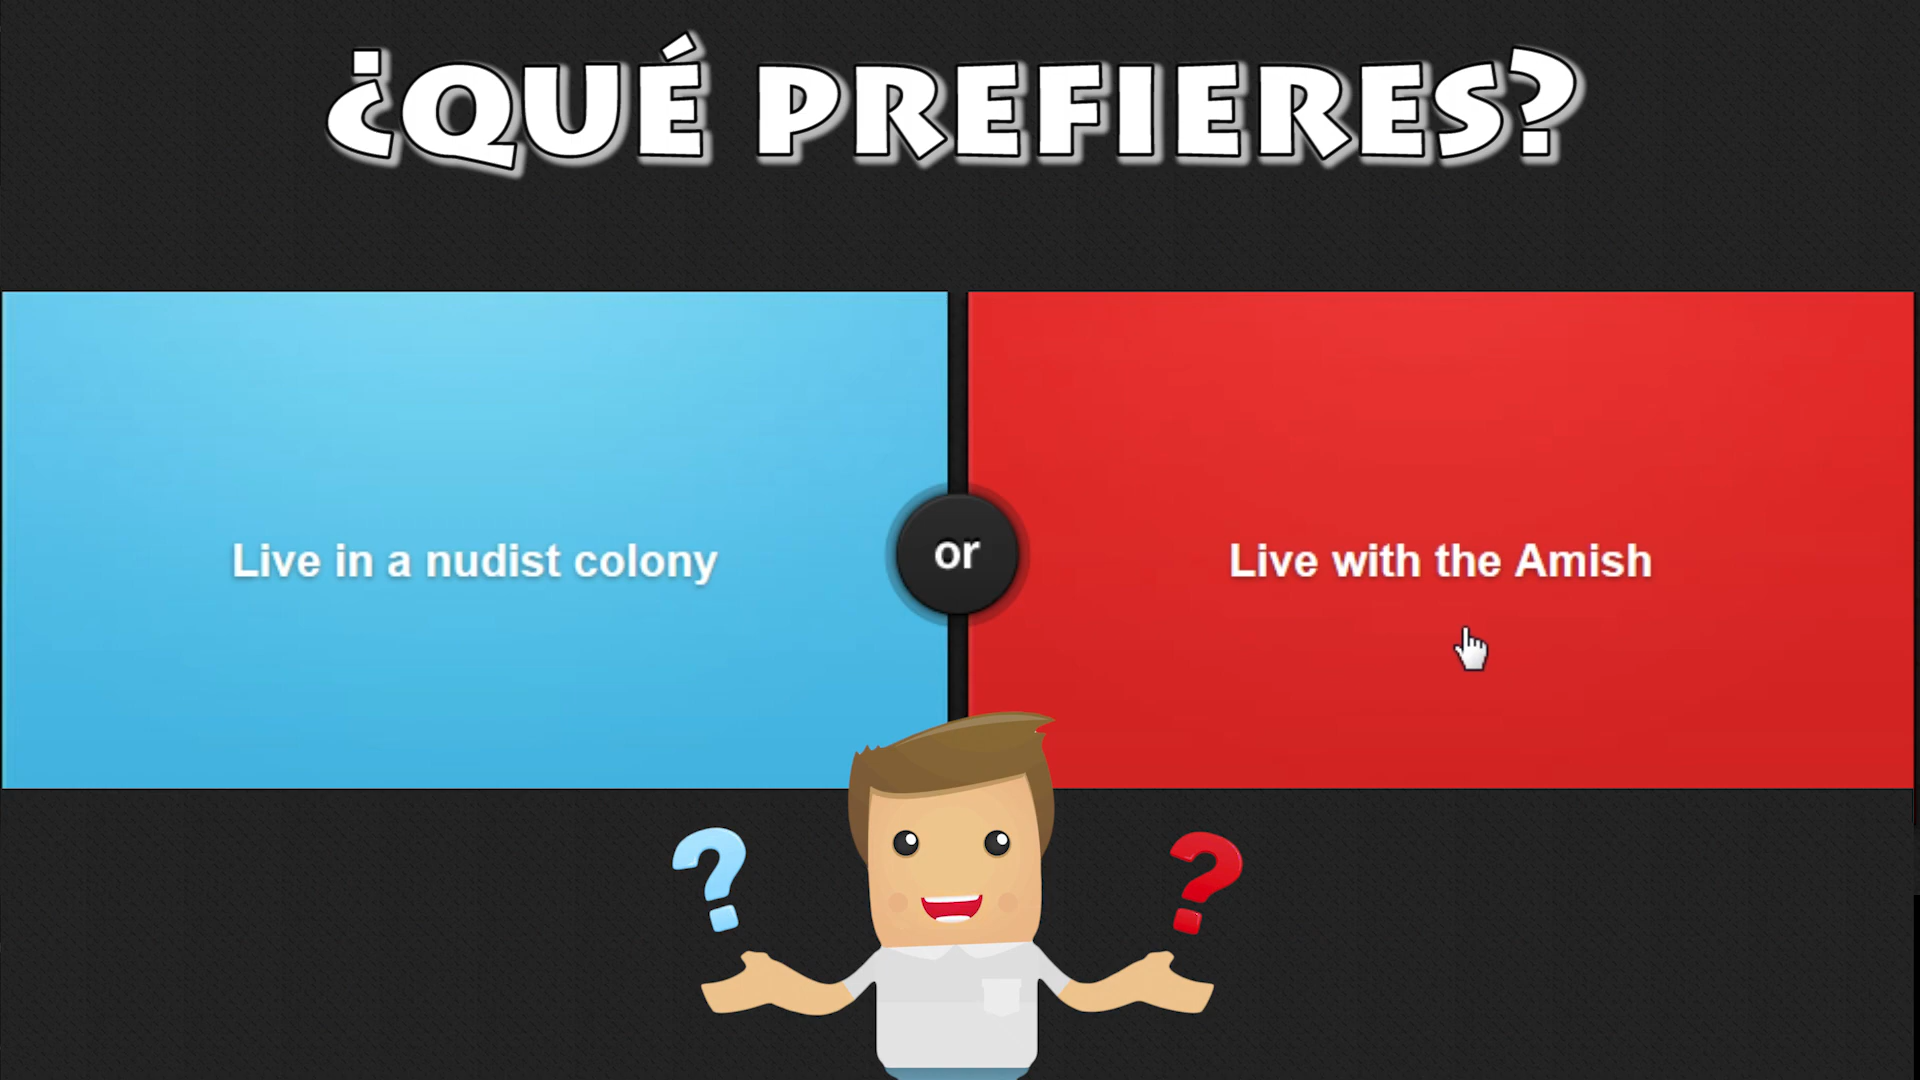 ¿QUÉ PREFIERES?
Live in a nudist colony
or
Live with the Amish
?
?